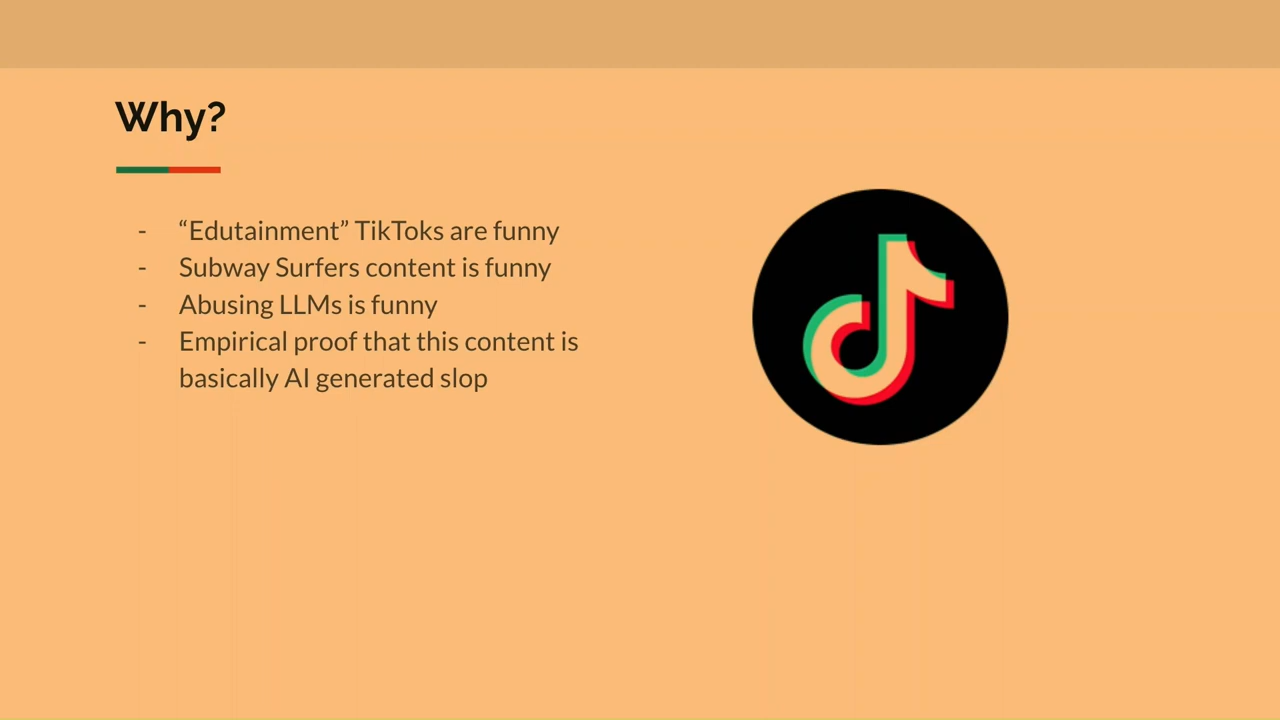 Why?
- “Edutainment” TikToks are funny
- Subway Surfers content is funny
- Abusing LLMs is funny
- Empirical proof that this content is
basically AI generated slop